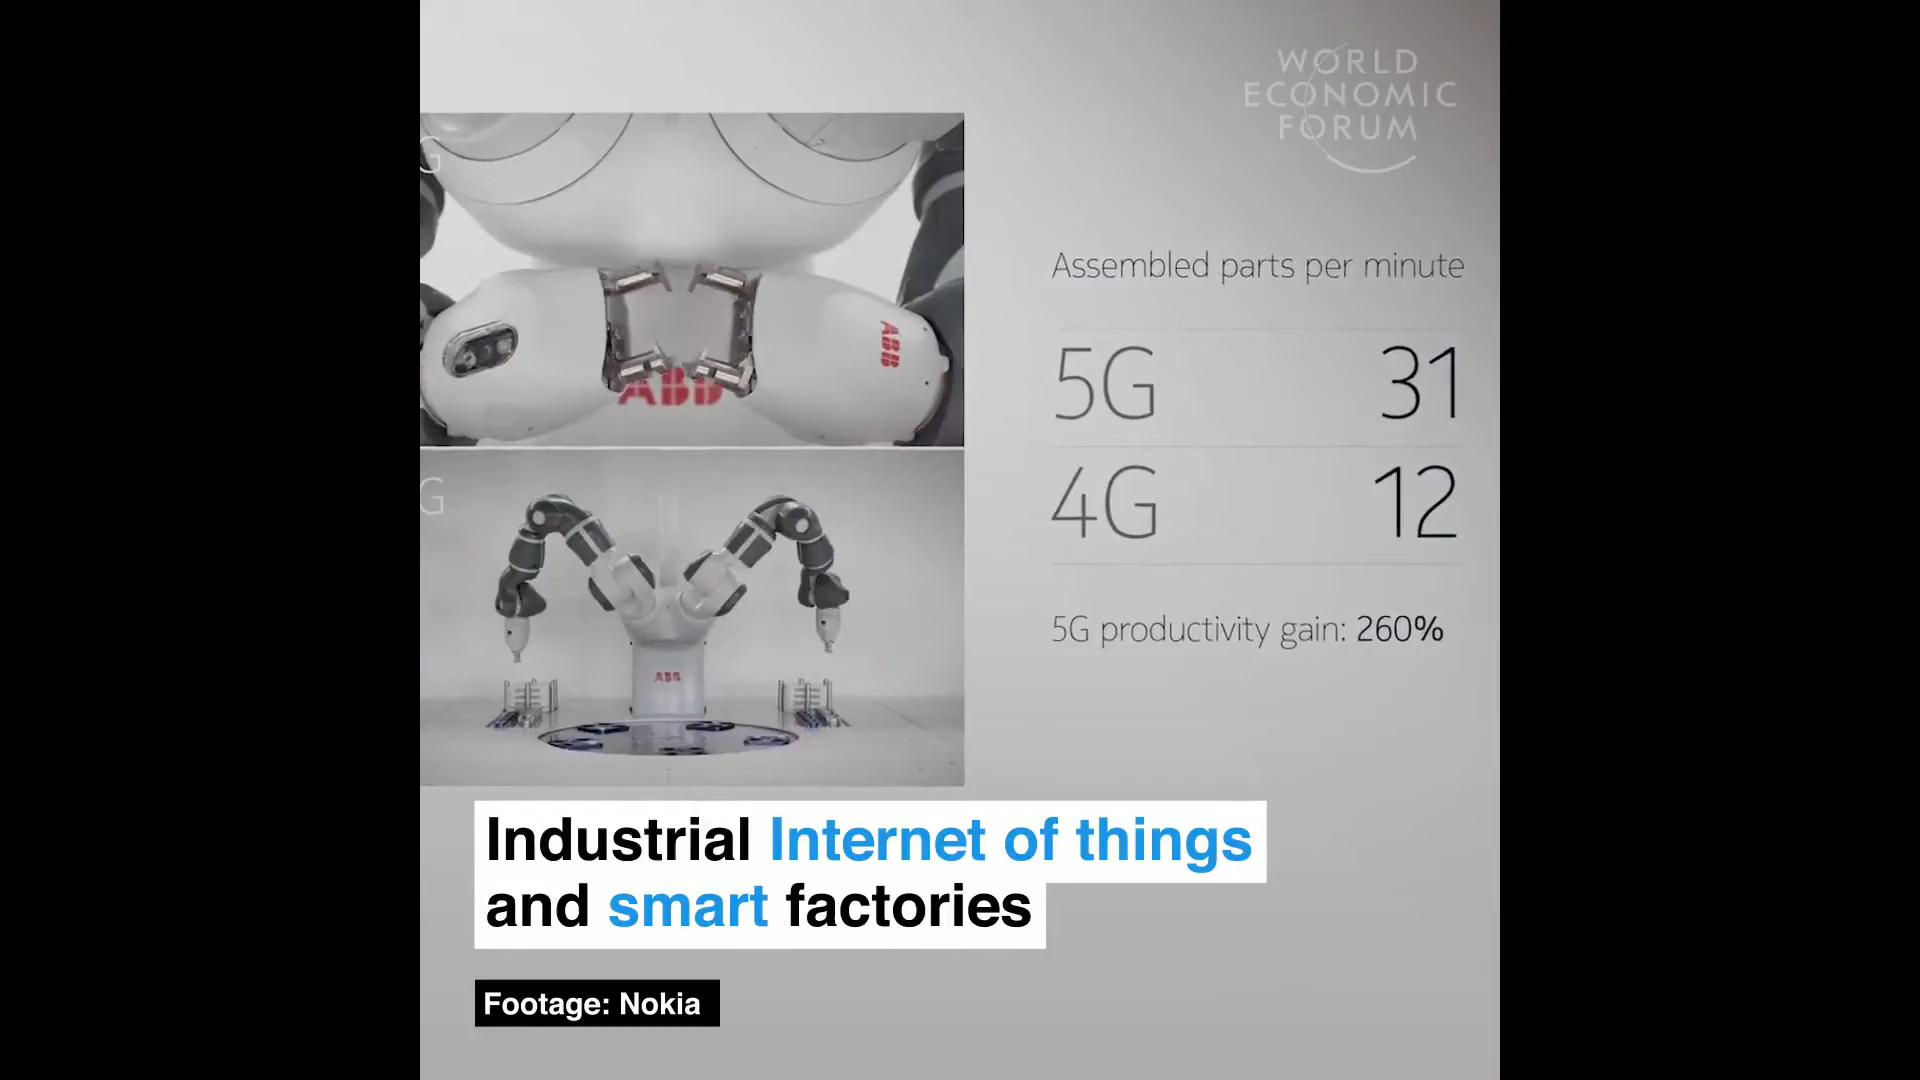 WORLD
ECONOMIC
FORUM
G
ABB
ABB
Assembled parts per minute
5G 31
4G 12
5G productivity gain: 260%
G
ABB
Industrial Internet of things
and smart factories
Footage: Nokia